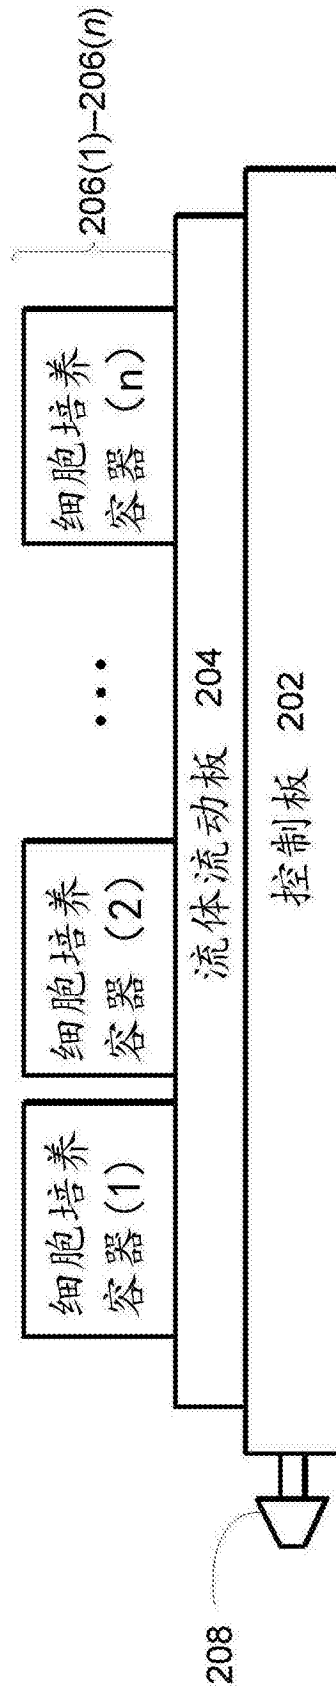 206(1)–206(n)
细胞培养
容器(1)
细胞培养
容器(2)
...
细胞培养
容器(n)
流体流动板 204
控制板 202
208